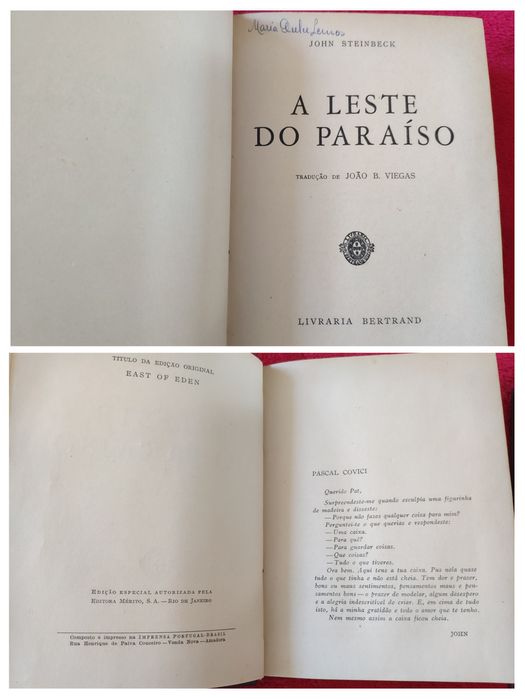 Maria Lemos
JOHN STEINBECK
A LESTE
DO PARAÍSO
TRADUÇÃO DE JOÃO B. VIEGAS
LIVRARIA BERTRAND
TÍTULO DA EDIÇÃO ORIGINAL
EAST OF EDEN
EDIÇÃO ESPECIAL AUTORIZADA PELA
EDITORA MÉRITO, S.A. — RIO DE JANEIRO
Composto e impresso na IMPRENSA PORTUGAL-BRASIL
Rua Henrique de Paiva Couceiro — Venda Nova — Amadora
PASCAL COVICI
Querido Pat,
Surpreendeste-me quando esculpia uma figurinha
de madeira e disseste:
— Porque não fazes qualquer coisa para mim?
Perguntei-te o que querias e respondeste:
— Uma caixa.
— Para quê?
— Para guardar coisas.
— Que coisas?
— Tudo o que tiveres.
Ora bem. Aqui tens a tua caixa. Pus nela quase
tudo o que tinha e não está cheia. Tem dor e prazer,
bons ou maus sentimentos, pensamentos maus e pen-
samentos bons — o prazer de modelar, algum desespero
e a alegria indescritível de criar. E, em cima de tudo
isto, há a minha gratidão e todo o amor que te tenho.
Nem mesmo assim a caixa ficou cheia.
JOHN